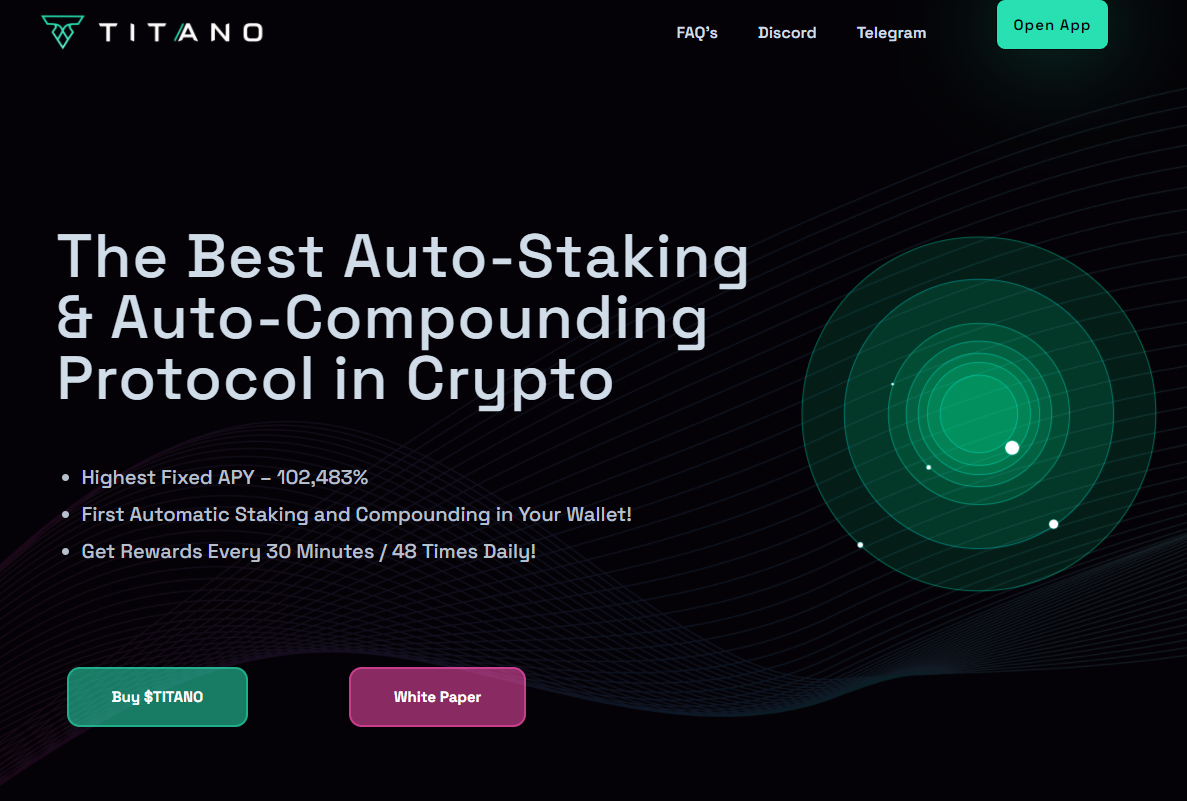 TITANO
FAQ's
Discord
Telegram
Open App
The Best Auto-Staking
& Auto-Compounding
Protocol in Crypto
Highest Fixed APY – 102,483%
First Automatic Staking and Compounding in Your Wallet!
Get Rewards Every 30 Minutes / 48 Times Daily!
Buy $TITANO
White Paper